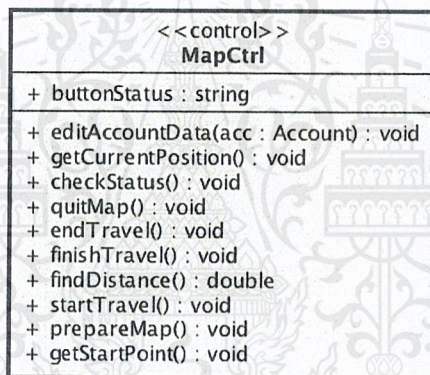 <<control>>
MapCtrl
+ buttonStatus : string
+ editAccountData(acc : Account) : void
+ getCurrentPosition() : void
+ checkStatus() : void
+ quitMap() : void
+ endTravel() : void
+ finishTravel() : void
+ findDistance() : double
+ startTravel() : void
+ prepareMap() : void
+ getStartPoint() : void